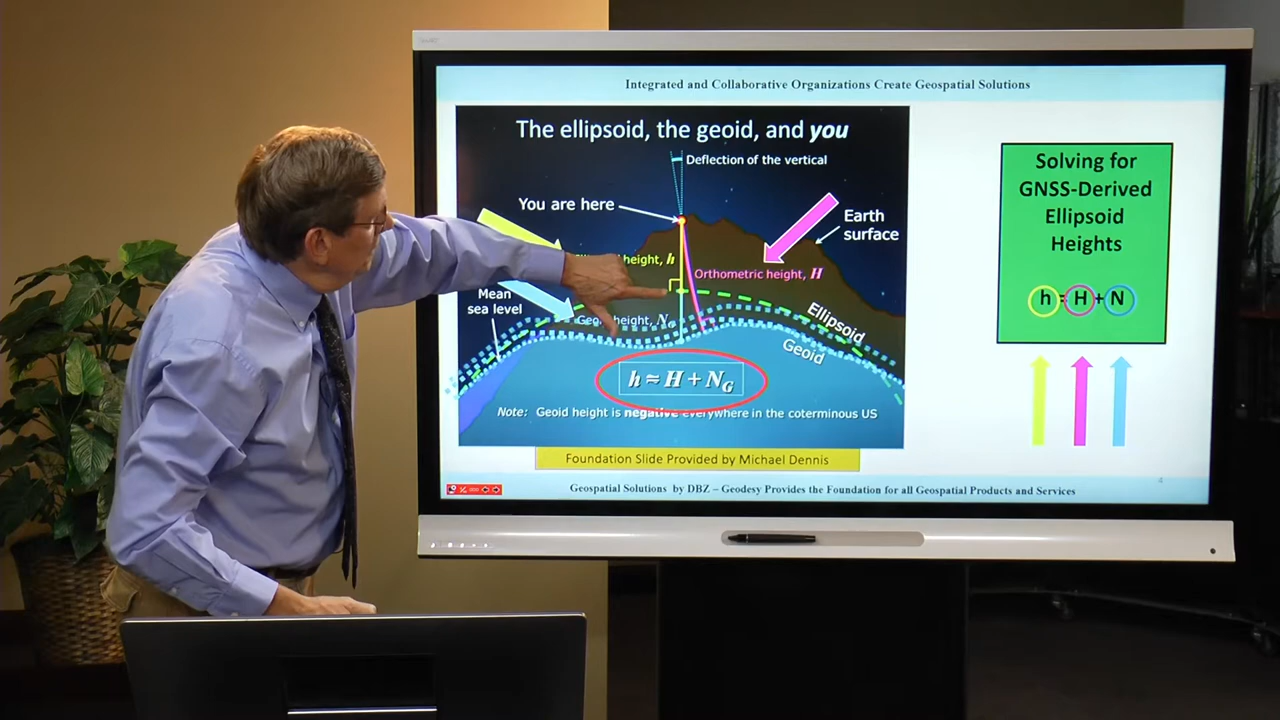 Integrated and Collaborative Organizations Create Geospatial Solutions
The ellipsoid, the geoid, and you
Deflection of the vertical
You are here
Earth
surface
height, h
Orthometric height, H
Mean
sea level
height, N
Ellipsoid
Geoid
h ≈ H + NG
Note: Geoid height is negative everywhere in the coterminous US
Foundation Slide Provided by Michael Dennis
Solving for
GNSS-Derived
Ellipsoid
Heights
h = H + N
4
Geospatial Solutions by DBZ – Geodesy Provides the Foundation for all Geospatial Products and Services